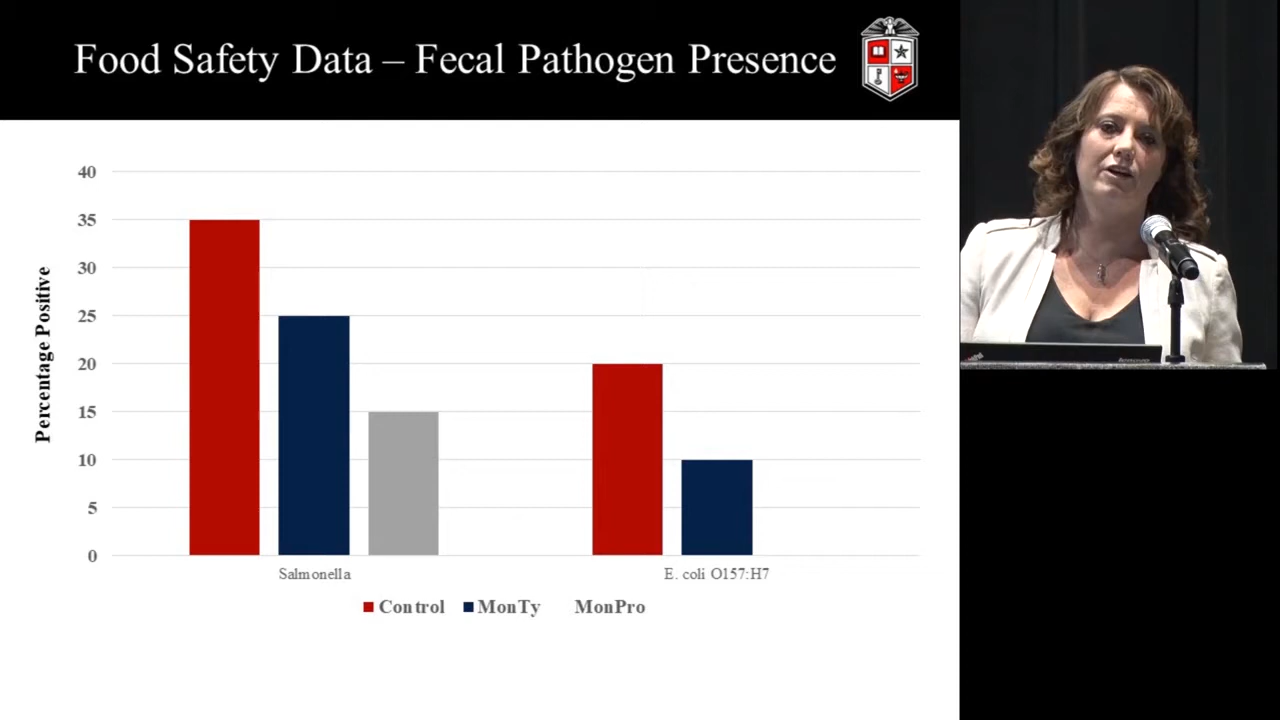 Food Safety Data – Fecal Pathogen Presence
Percentage Positive
40
35
30
25
20
15
10
5
0
Salmonella
E. coli O157:H7
Control MonTy MonPro